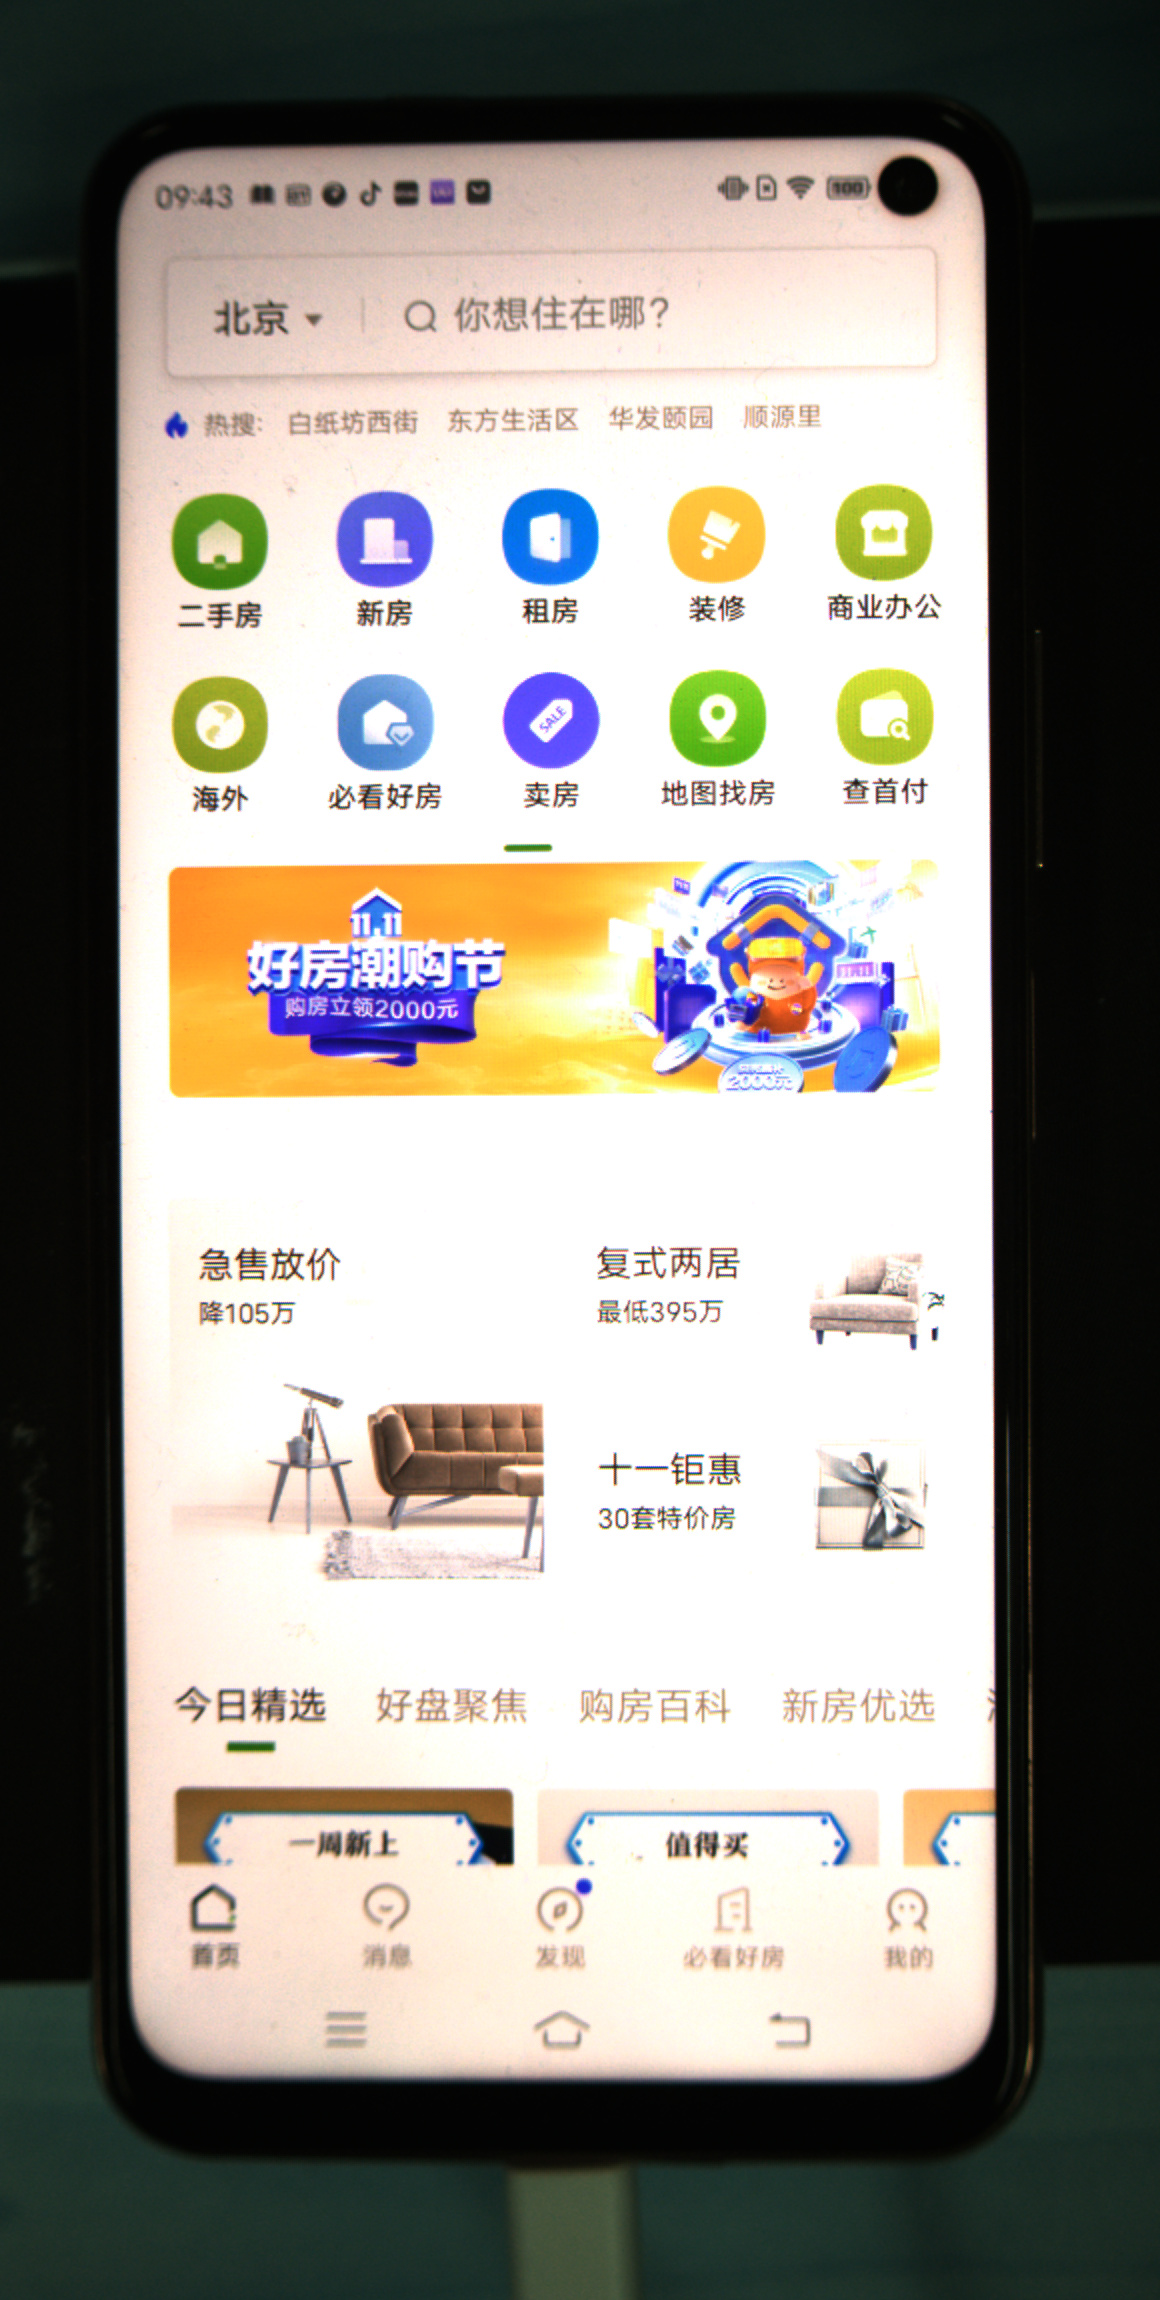 09:43
100
北京 你想住在哪?
热搜: 白纸坊西街 东方生活区 华发颐园 顺源里
二手房 新房 租房 装修 商业办公
SALE
海外 必看好房 卖房 地图找房 查首付
11.11
好房潮购节
购房立领2000元
2000元
急售放价
降105万
复式两居
最低395万
十一钜惠
30套特价房
今日精选 好盘聚焦 购房百科 新房优选
一周新上 值得买
首页 消息 发现 必看好房 我的